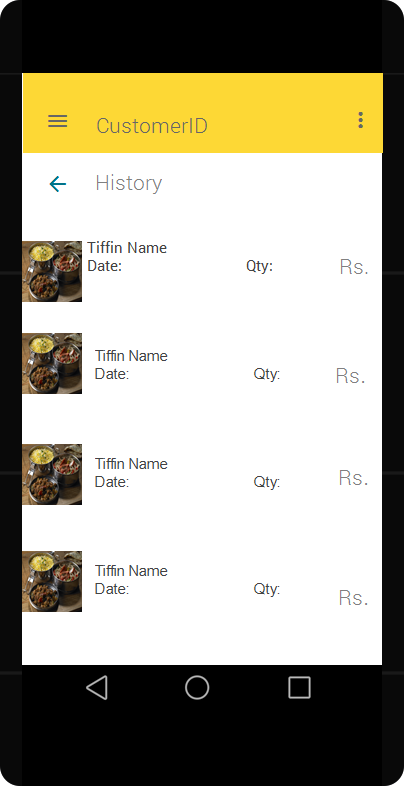 CustomerID
History
Tiffin Name
Date: Qty: Rs.
Tiffin Name
Date: Qty: Rs.
Tiffin Name
Date: Qty: Rs.
Tiffin Name
Date: Qty: Rs.